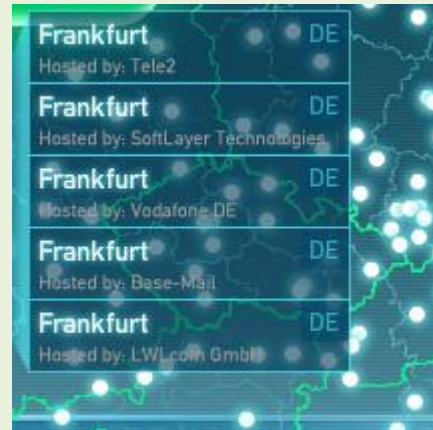 Frankfurt DE
Hosted by: Tele2
Frankfurt DE
Hosted by: SoftLayer Technologies,
Frankfurt DE
Hosted by: Vodafone DE
Frankfurt DE
Hosted by: Base-Mail
Frankfurt DE
Hosted by: LWLcom GmbH